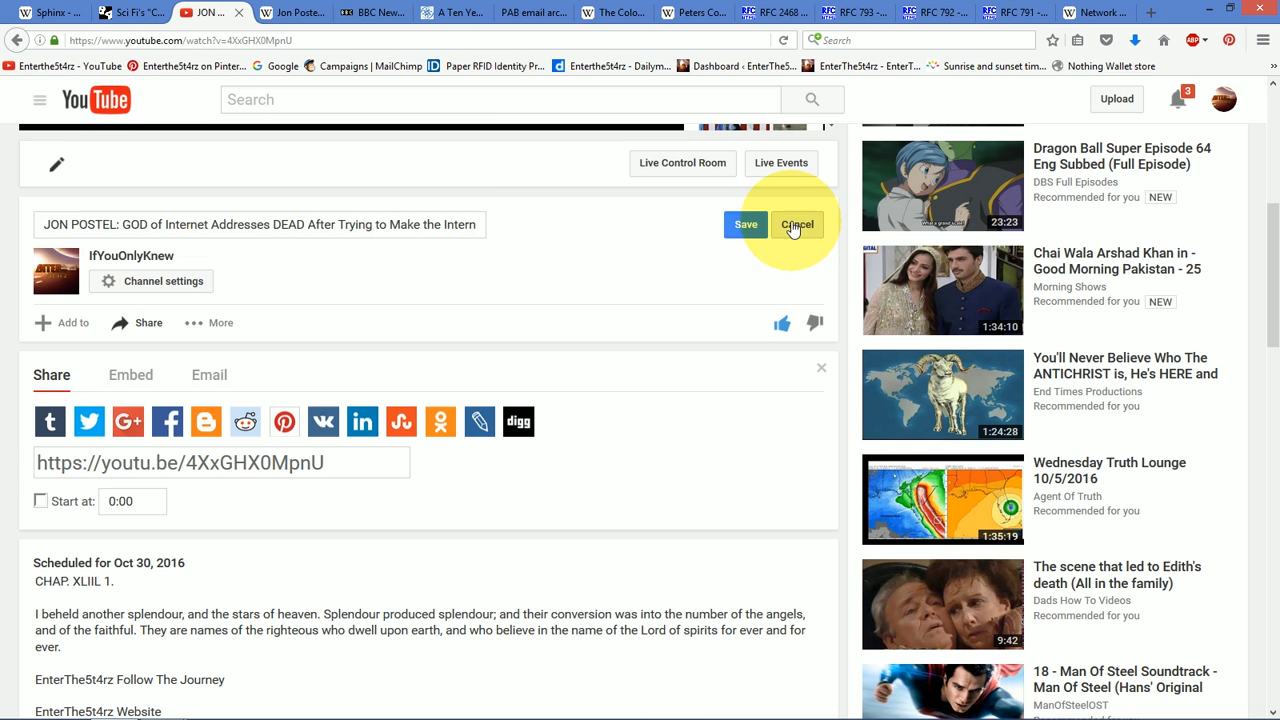 Sphinx -...
Sci Fi's "C...
JON ...
Jon Poste...
BBC New...
A Ten Ye...
PAB email arc...
The Colo...
Peters Co...
RFC 2468 ...
RFC 793 -...
RFC 792 -...
RFC 791 -...
Network ...
https://www.youtube.com/watch?v=4XxGHX0MpnU
Search
Enterthe5t4rz - YouTube
Enterthe5t4rz on Pinter...
Google
Campaigns | MailChimp
Paper RFID Identity Pr...
Enterthe5t4rz - Dailym...
Dashboard ‹ EnterThe5...
EnterThe5t4rz - EnterT...
Sunrise and sunset tim...
Nothing Wallet store
YouTube
Search
Upload
3
Live Control Room
Live Events
JON POSTEL: GOD of Internet Addresses DEAD After Trying to Make the Intern
Save
Cancel
IfYouOnlyKnew
Channel settings
Add to
Share
More
Share
Embed
Email
digg
https://youtu.be/4XxGHX0MpnU
Start at:
0:00
Scheduled for Oct 30, 2016
CHAP. XLIIL 1.
I beheld another splendour, and the stars of heaven. Splendour produced splendour; and their conversion was into the number of the angels,
and of the faithful. They are names of the righteous who dwell upon earth, and who believe in the name of the Lord of spirits for ever and for
ever.
EnterThe5t4rz Follow The Journey
EnterThe5t4rz Website
Dragon Ball Super Episode 64
Eng Subbed (Full Episode)
DBS Full Episodes
Recommended for you
NEW
23:23
Chai Wala Arshad Khan in -
Good Morning Pakistan - 25
Morning Shows
Recommended for you
NEW
1:34:10
You'll Never Believe Who The
ANTICHRIST is, He's HERE and
End Times Productions
Recommended for you
1:24:28
Wednesday Truth Lounge
10/5/2016
Agent Of Truth
Recommended for you
1:35:19
The scene that led to Edith's
death (All in the family)
Dads How To Videos
Recommended for you
9:42
18 - Man Of Steel Soundtrack -
Man Of Steel (Hans' Original
ManOfSteelOST